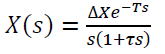 X(s) = ΔXe^{-Ts} / s(1+τs)